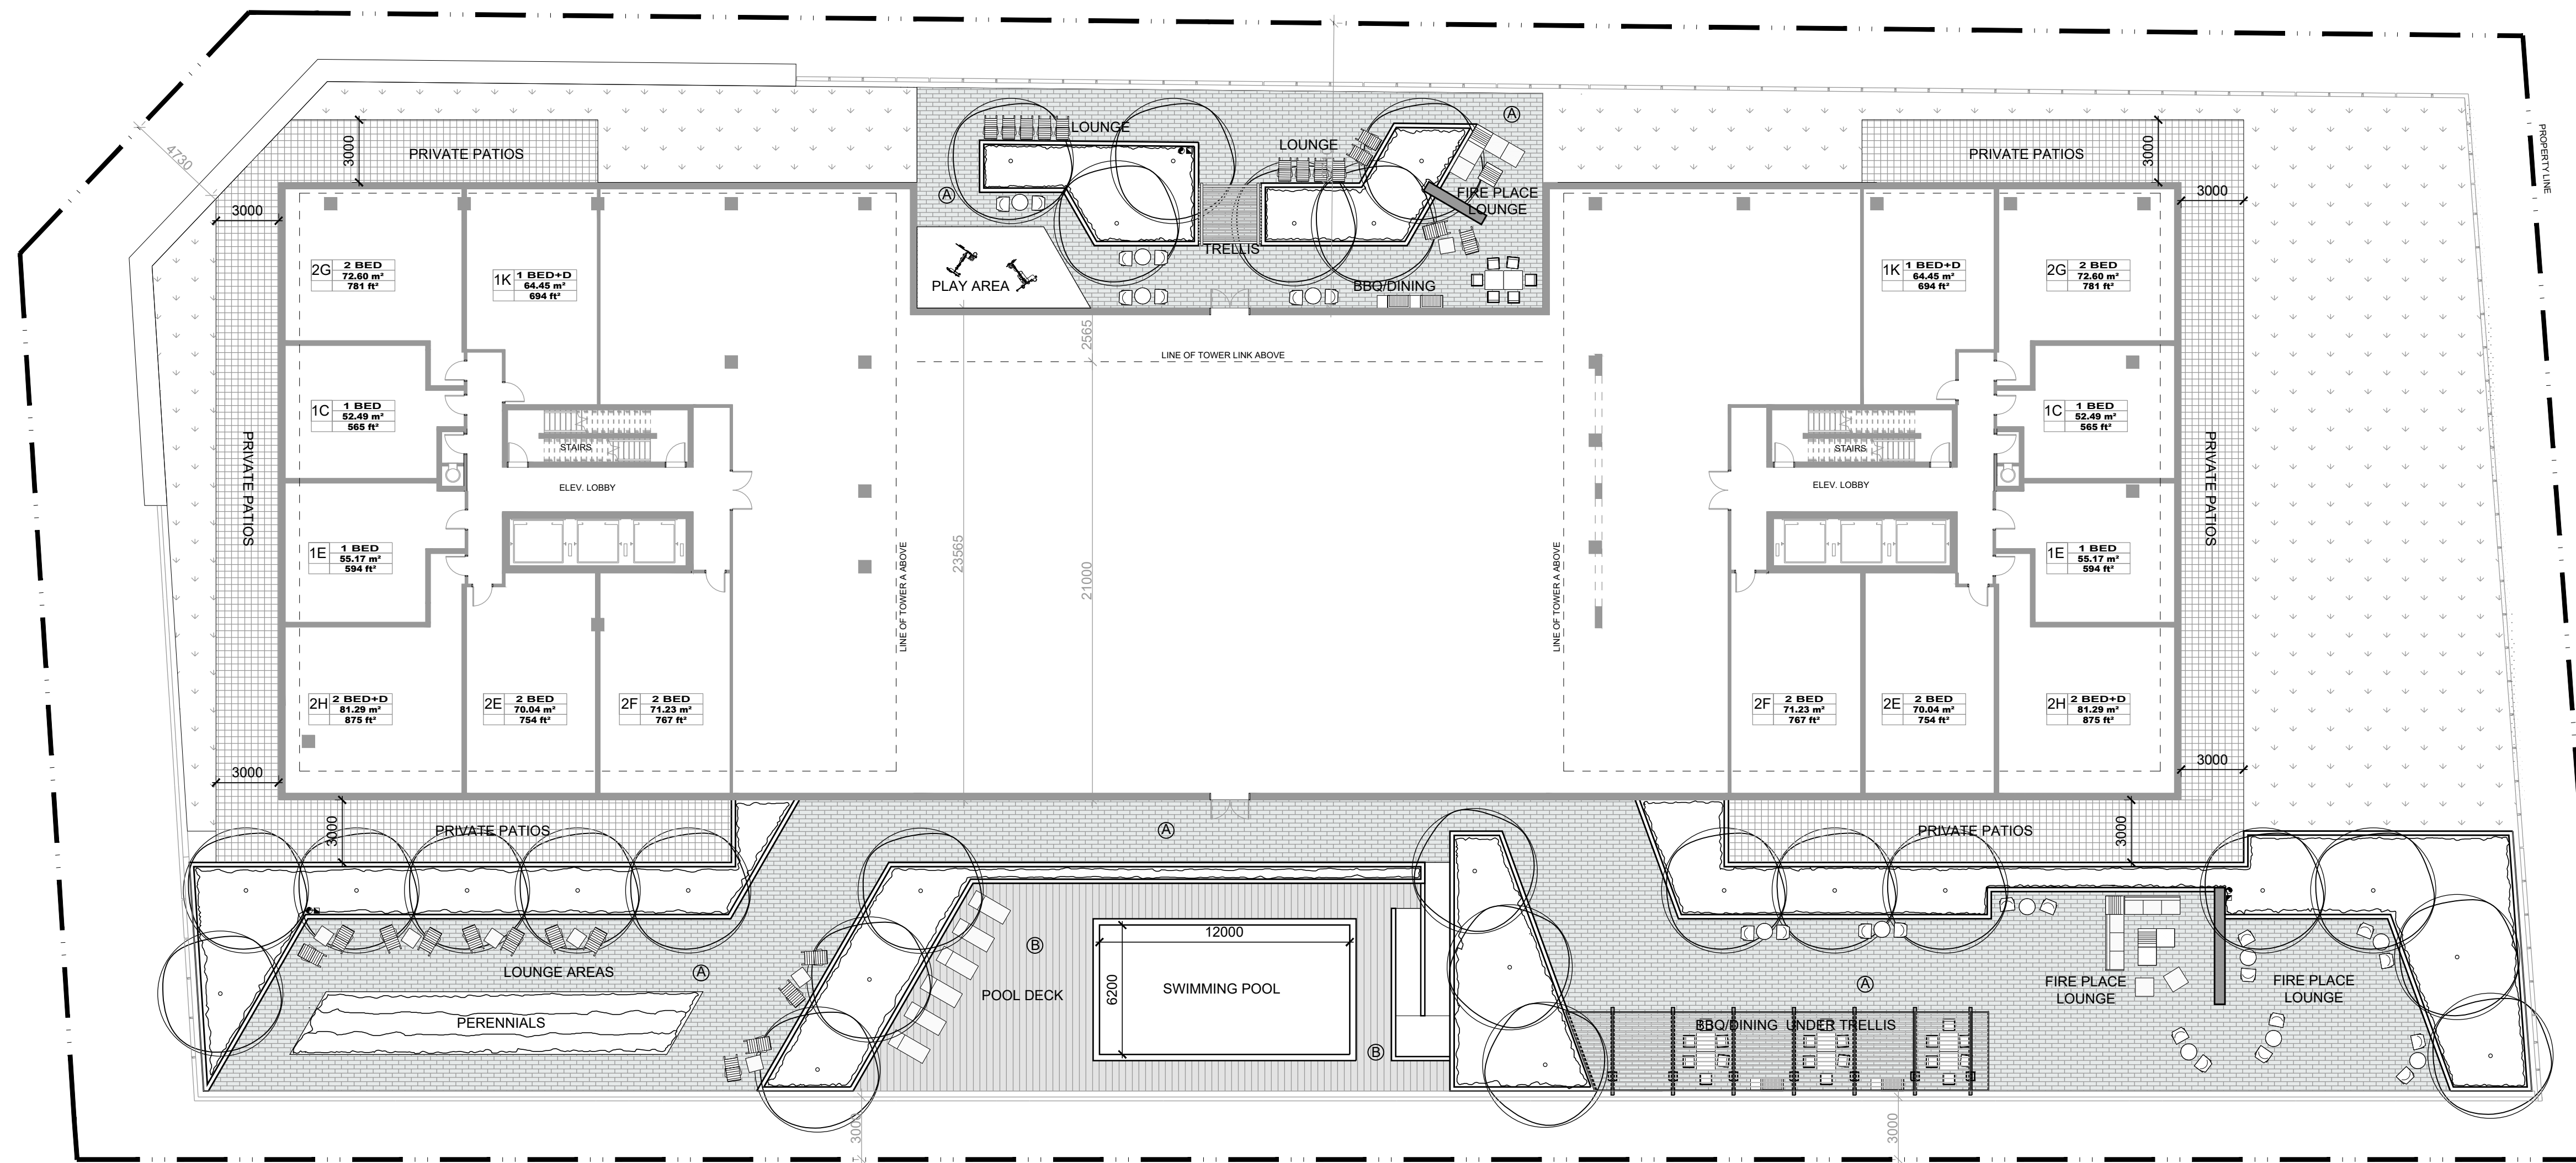 LOUNGE
LOUNGE
A
PROPERTY LINE
4730
3000
PRIVATE PATIOS
PRIVATE PATIOS
3000
3000
A
FIRE PLACE
LOUNGE
3000
TRELLIS
2G
2 BED
72.60 m²
781 ft²
1K
1 BED+D
64.45 m²
694 ft²
PLAY AREA
BBQ/DINING
1K
1 BED+D
64.45 m²
694 ft²
2G
2 BED
72.60 m²
781 ft²
2565
LINE OF TOWER LINK ABOVE
1C
1 BED
52.49 m²
565 ft²
1C
1 BED
52.49 m²
565 ft²
STAIRS
STAIRS
PRIVATE PATIOS
PRIVATE PATIOS
ELEV. LOBBY
ELEV. LOBBY
1E
1 BED
55.17 m²
594 ft²
1E
1 BED
55.17 m²
594 ft²
LINE OF TOWER A ABOVE
23565
21000
LINE OF TOWER A ABOVE
2H
2 BED+D
81.29 m²
875 ft²
2E
2 BED
70.04 m²
754 ft²
2F
2 BED
71.23 m²
767 ft²
2F
2 BED
71.23 m²
767 ft²
2E
2 BED
70.04 m²
754 ft²
2H
2 BED+D
81.29 m²
875 ft²
3000
3000
3000
PRIVATE PATIOS
A
PRIVATE PATIOS
3000
12000
B
LOUNGE AREAS
A
POOL DECK
6200
SWIMMING POOL
A
FIRE PLACE
LOUNGE
FIRE PLACE
LOUNGE
PERENNIALS
BBQ/DINING UNDER TRELLIS
B
3000
3000